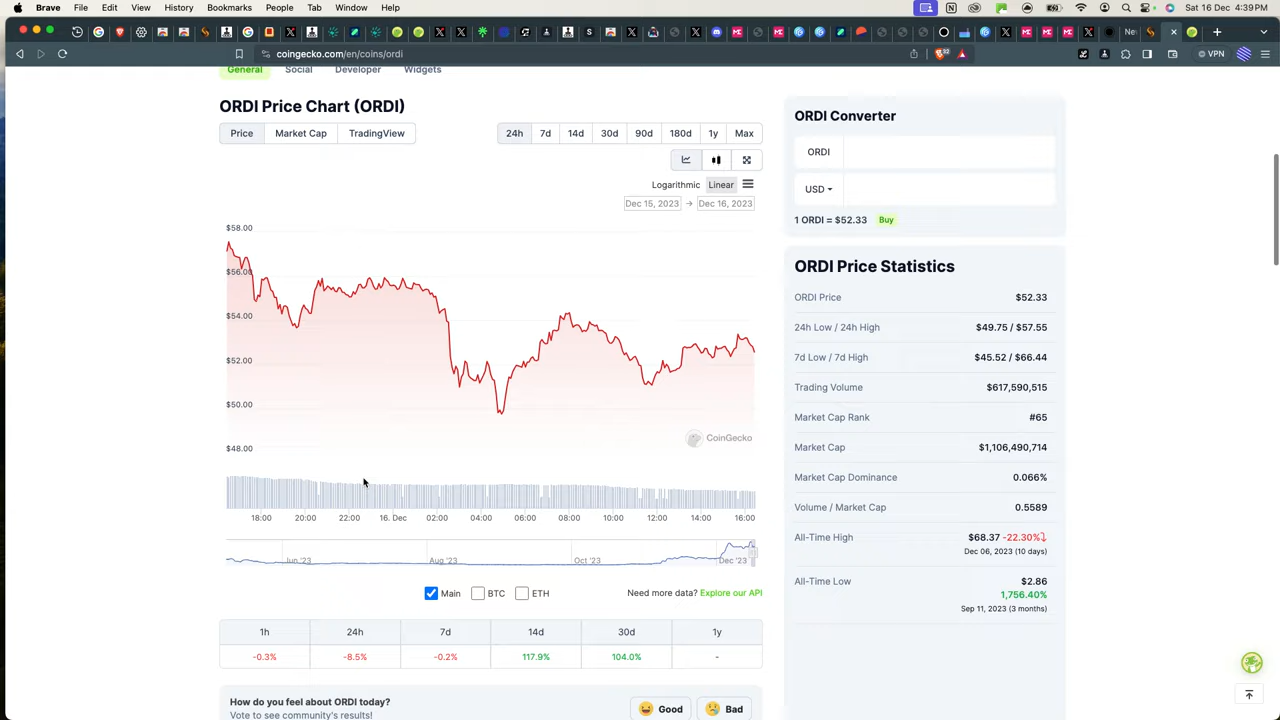 Brave File Edit View History Bookmarks People Tab Window Help
Sat 16 Dec 4:39 PM
coingecko.com/en/coins/ordi
VPN
General Social Developer Widgets
ORDI Price Chart (ORDI)
Price Market Cap TradingView
24h 7d 14d 30d 90d 180d 1y Max
Logarithmic Linear
Dec 15, 2023 → Dec 16, 2023
$58.00
$56.00
$54.00
$52.00
$50.00
$48.00
CoinGecko
18:00 20:00 22:00 16. Dec 02:00 04:00 06:00 08:00 10:00 12:00 14:00 16:00
Jun '23 Aug '23 Oct '23 Dec '23
Main BTC ETH
Need more data? Explore our API
1h 24h 7d 14d 30d 1y
-0.3% -8.5% -0.2% 117.9% 104.0% -
How do you feel about ORDI today?
Vote to see community's results!
Good Bad
ORDI Converter
ORDI
USD
1 ORDI = $52.33 Buy
ORDI Price Statistics
ORDI Price $52.33
24h Low / 24h High $49.75 / $57.55
7d Low / 7d High $45.52 / $66.44
Trading Volume $617,590,515
Market Cap Rank #65
Market Cap $1,106,490,714
Market Cap Dominance 0.066%
Volume / Market Cap 0.5589
All-Time High $68.37 -22.30%
Dec 06, 2023 (10 days)
All-Time Low $2.86
1,756.40%
Sep 11, 2023 (3 months)